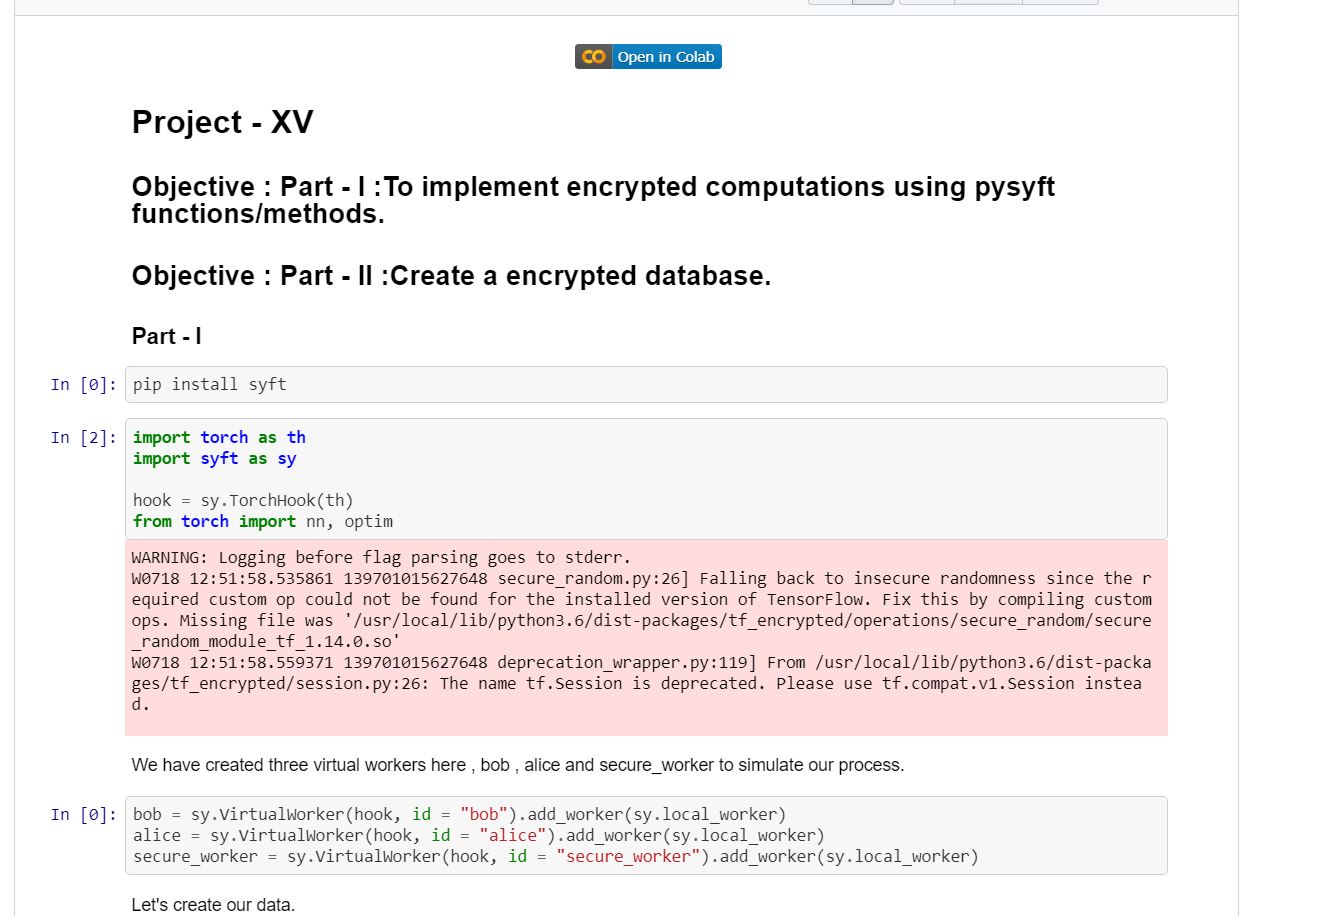 Open in Colab
Project - XV
Objective : Part - I :To implement encrypted computations using pysyft
functions/methods.
Objective : Part - II :Create a encrypted database.
Part - I
In [0]: pip install syft
In [2]: import torch as th
import syft as sy
hook = sy.TorchHook(th)
from torch import nn, optim
WARNING: Logging before flag parsing goes to stderr.
W0718 12:51:58.535861 139701015627648 secure_random.py:26] Falling back to insecure randomness since the r
equired custom op could not be found for the installed version of TensorFlow. Fix this by compiling custom
ops. Missing file was '/usr/local/lib/python3.6/dist-packages/tf_encrypted/operations/secure_random/secure
_random_module_tf_1.14.0.so'
W0718 12:51:58.559371 139701015627648 deprecation_wrapper.py:119] From /usr/local/lib/python3.6/dist-packa
ges/tf_encrypted/session.py:26: The name tf.Session is deprecated. Please use tf.compat.v1.Session instea
d.
We have created three virtual workers here , bob , alice and secure_worker to simulate our process.
In [0]: bob = sy.VirtualWorker(hook, id = "bob").add_worker(sy.local_worker)
alice = sy.VirtualWorker(hook, id = "alice").add_worker(sy.local_worker)
secure_worker = sy.VirtualWorker(hook, id = "secure_worker").add_worker(sy.local_worker)
Let's create our data.